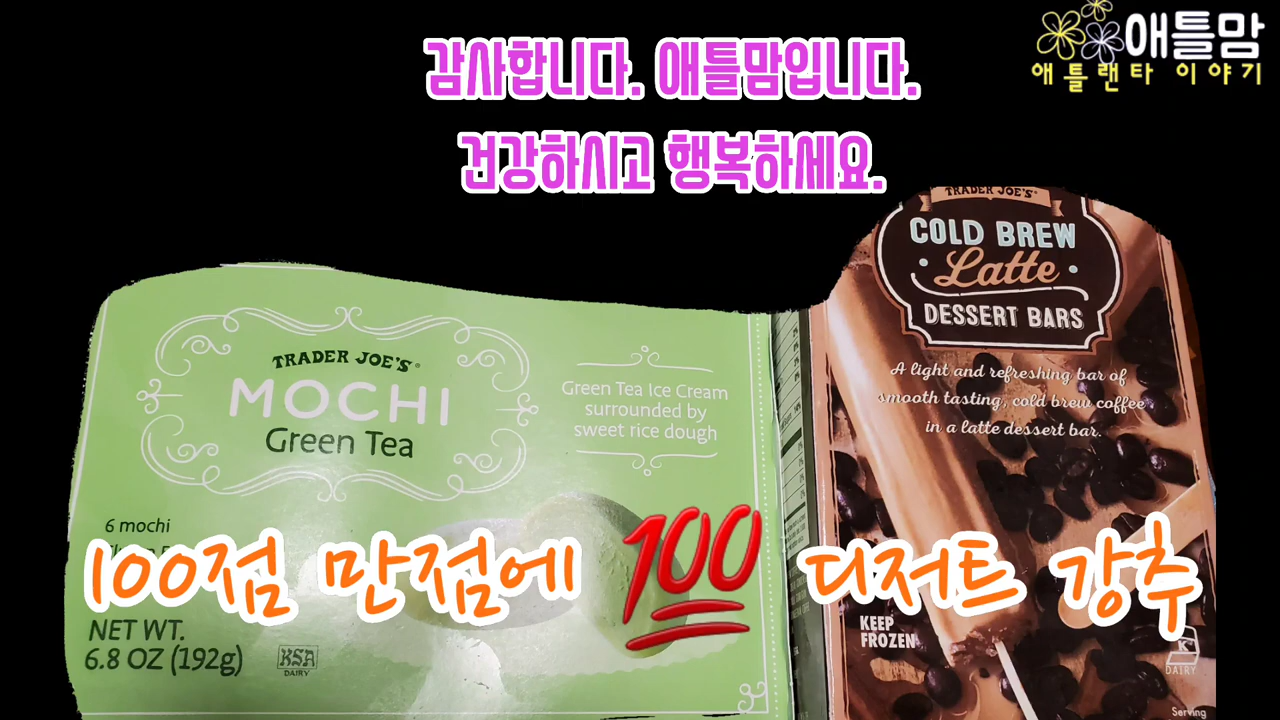 감사합니다. 애틀맘입니다.
건강하시고 행복하세요.
애틀맘
애틀랜타 이야기
TRADER JOE'S
MOCHI
Green Tea
Green Tea Ice Cream
surrounded by
sweet rice dough
6 mochi
NET WT.
6.8 OZ (192g)
KSA
DAIRY
TRADER JOE'S
COLD BREW
Latte
DESSERT BARS
A light and refreshing bar of
smooth tasting, cold brew coffee
in a latte dessert bar.
100점 만점에 💯 디저트 강추
KEEP
FROZEN
K
DAIRY
Serving